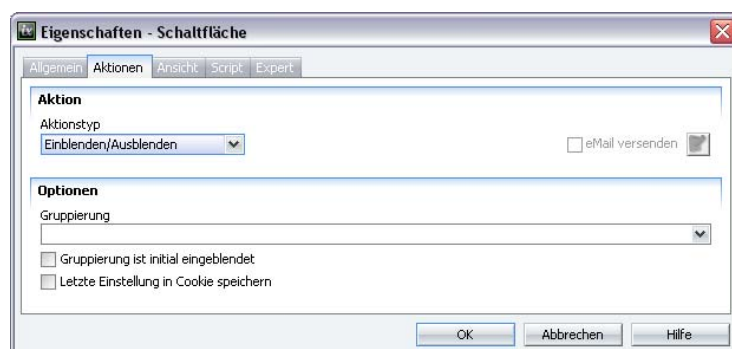 Eigenschaften - Schaltfläche
Allgemein Aktionen Ansicht Script Expert
Aktion
Aktionstyp
Einblenden/Ausblenden
eMail versenden
Optionen
Gruppierung
Gruppierung ist initial eingeblendet
Letzte Einstellung in Cookie speichern
OK Abbrechen Hilfe